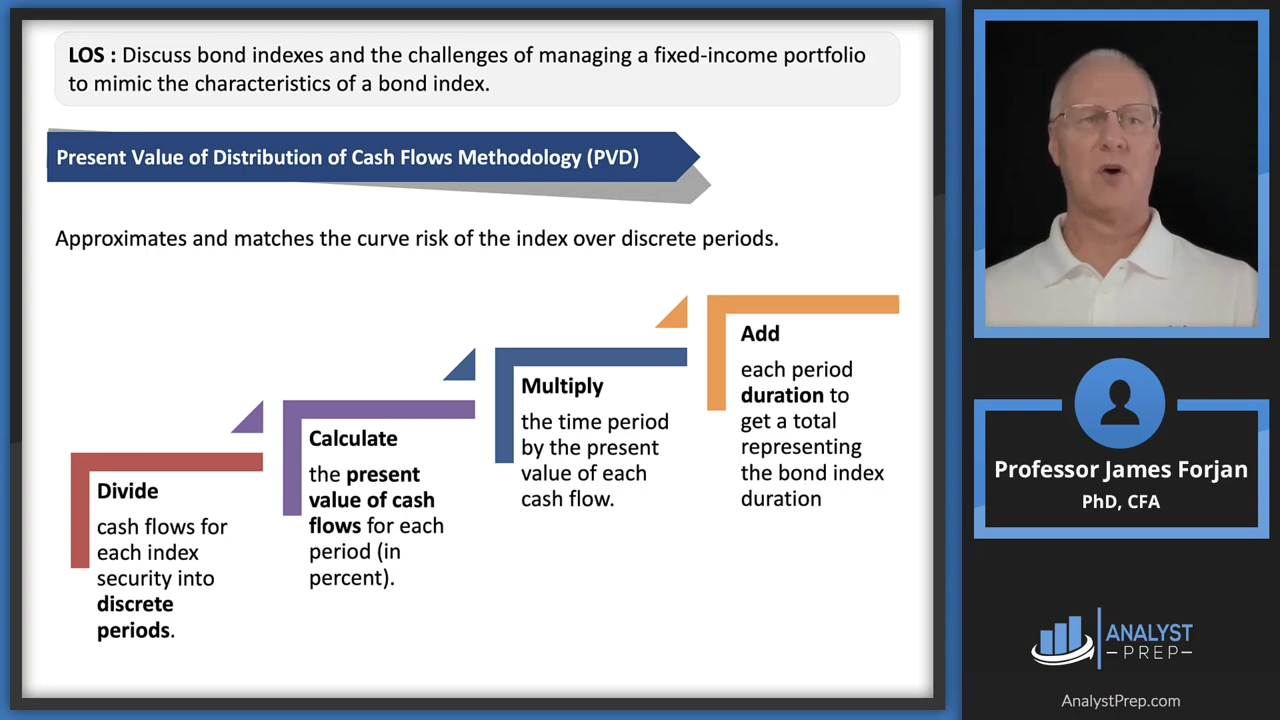 LOS : Discuss bond indexes and the challenges of managing a fixed-income portfolio
to mimic the characteristics of a bond index.
Present Value of Distribution of Cash Flows Methodology (PVD)
Approximates and matches the curve risk of the index over discrete periods.
Divide
cash flows for
each index
security into
discrete
periods.
Calculate
the present
value of cash
flows for each
period (in
percent).
Multiply
the time period
by the present
value of each
cash flow.
Add
each period
duration to
get a total
representing
the bond index
duration
Professor James Forjan
PhD, CFA
ANALYST
PREP
AnalystPrep.com